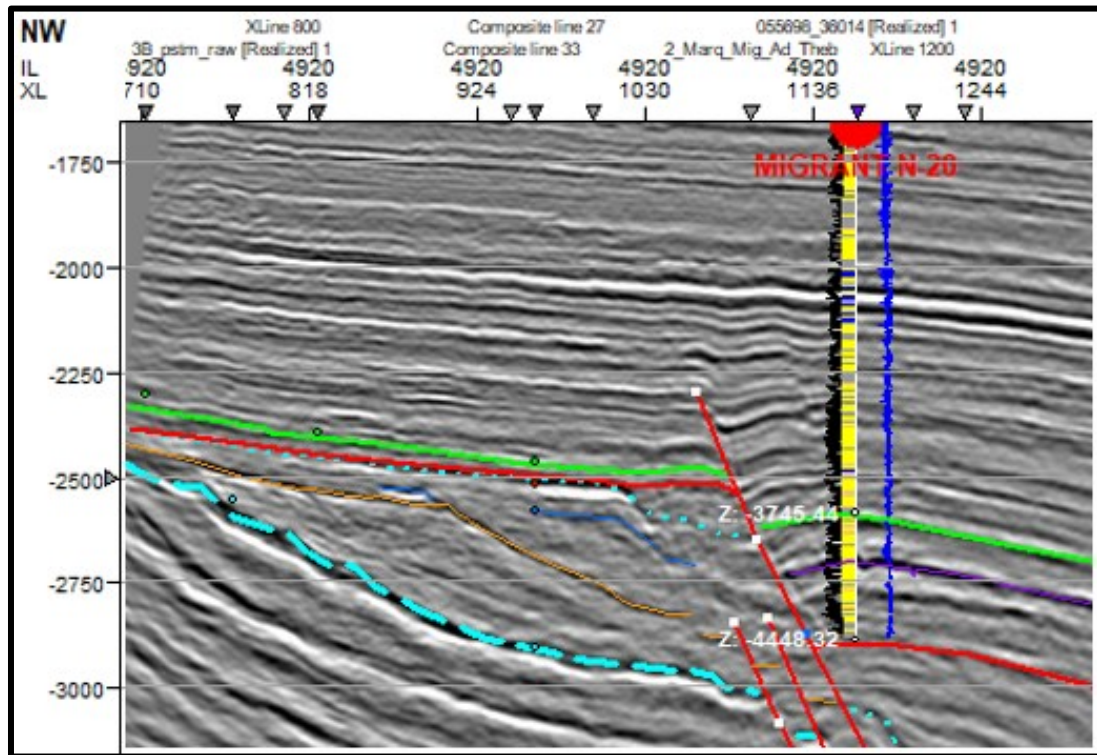 NW
XLine 800 Composite line 27 055698_36014 [Realized] 1
3B_pstm_raw [Realized] 1 Composite line 33 2_Marq_Mig_Ad_Theb XLine 1200
IL 4920 4920 4920 4920 4920 4920
XL 710 818 924 1030 1136 1244
-1750
MIGRANT N-20
-2000
-2250
-2500
Z: -3745.44
-2750
Z: -4448.32
-3000